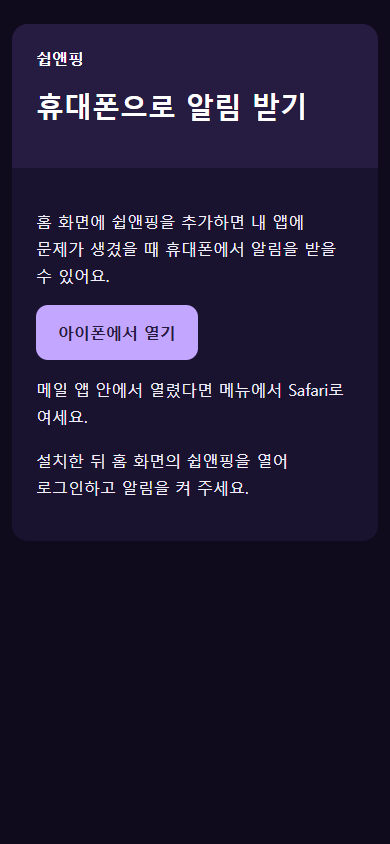 쉽앤핑
휴대폰으로 알림 받기
홈 화면에 쉽앤핑을 추가하면 내 앱에
문제가 생겼을 때 휴대폰에서 알림을 받을
수 있어요.
아이폰에서 열기
메일 앱 안에서 열렸다면 메뉴에서 Safari로
여세요.
설치한 뒤 홈 화면의 쉽앤핑을 열어
로그인하고 알림을 켜 주세요.